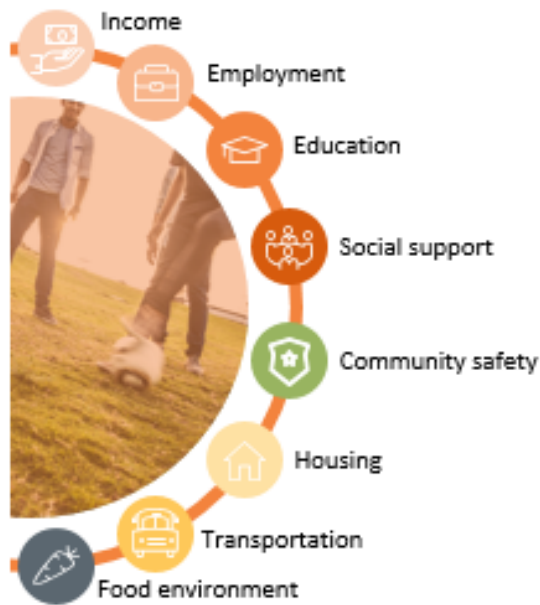 Income
Employment
Education
Social support
Community safety
Housing
Transportation
Food environment